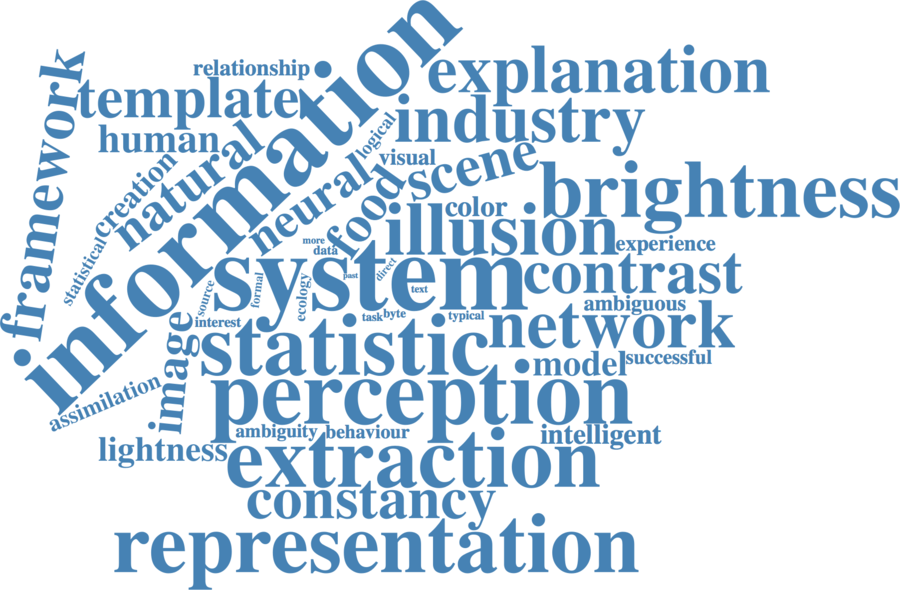 relationship
explanation
template
information
industry
framework
human
logical
natural
visual
scene
creation
neural
food
brightness
color
illusion
experience
statistical
more
data
system
past
direct
contrast
source
formal
ecology
text
ambiguous
interest
task
byte
typical
network
image
statistic
model
successful
assimilation
perception
ambiguity
behaviour
intelligent
lightness
extraction
constancy
representation